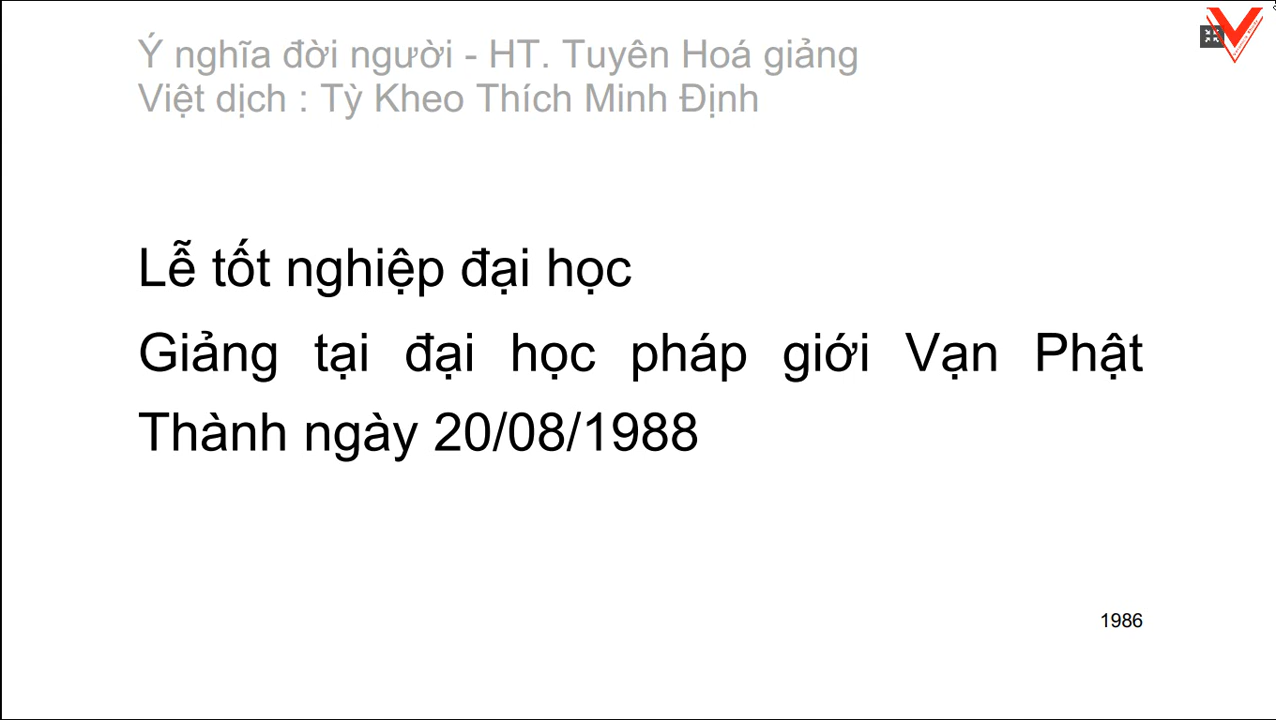 Ý nghĩa đời người - HT. Tuyên Hoá giảng
Việt dịch : Tỳ Kheo Thích Minh Định
Lễ tốt nghiệp đại học
Giảng tại đại học pháp giới Vạn Phật
Thành ngày 20/08/1988
1986